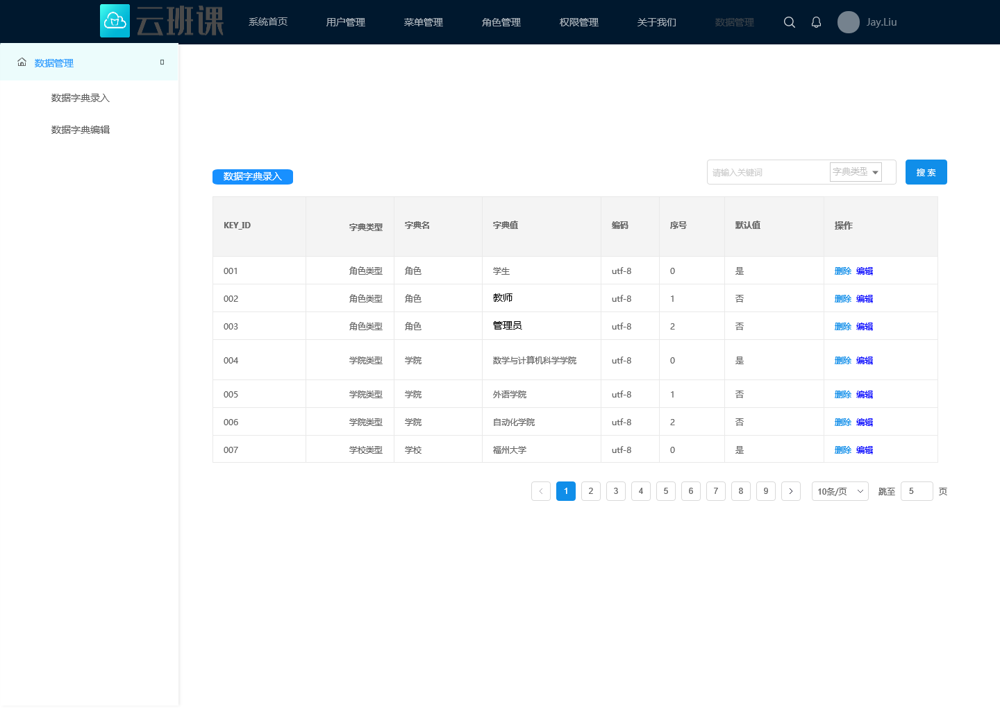 云班课 系统首页 用户管理 菜单管理 角色管理 权限管理 关于我们 数据管理 Jay.Liu
数据管理
数据字典录入
数据字典编辑
数据字典录入 请输入关键词 字典类型 搜 索
KEY_ID 字典类型 字典名 字典值 编码 序号 默认值 操作
001 角色类型 角色 学生 utf-8 0 是 删除 编辑
002 角色类型 角色 教师 utf-8 1 否 删除 编辑
003 角色类型 角色 管理员 utf-8 2 否 删除 编辑
004 学院类型 学院 数学与计算机科学学院 utf-8 0 是 删除 编辑
005 学院类型 学院 外语学院 utf-8 1 否 删除 编辑
006 学院类型 学院 自动化学院 utf-8 2 否 删除 编辑
007 学校类型 学校 福州大学 utf-8 0 是 删除 编辑
1 2 3 4 5 6 7 8 9 10条/页 跳至 5 页